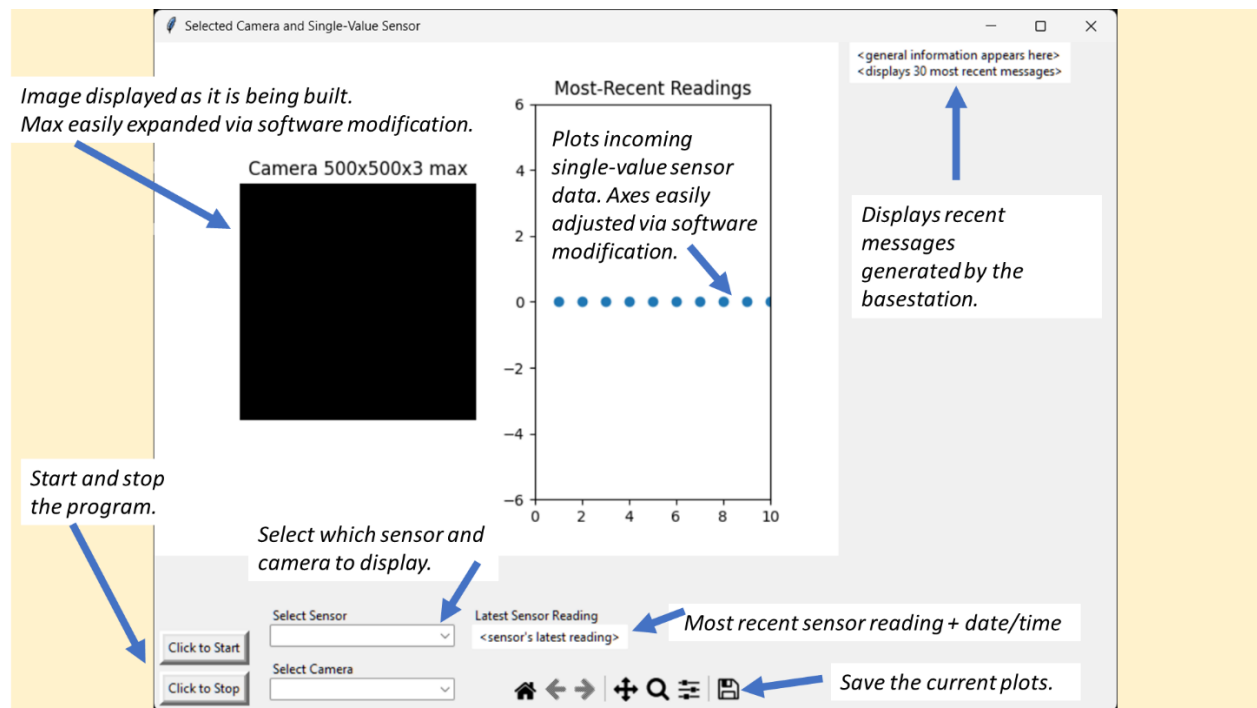 Selected Camera and Single-Value Sensor
<general information appears here>
<displays 30 most recent messages>
Image displayed as it is being built.
Max easily expanded via software modification.
Most-Recent Readings
Plots incoming
single-value sensor
data. Axes easily
adjusted via software
modification.
Camera 500x500x3 max
6
4
2
0
−2
−4
−6
0 2 4 6 8 10
Displays recent
messages
generated by the
basestation.
Start and stop
the program.
Select which sensor and
camera to display.
Click to Start
Click to Stop
Select Sensor
Select Camera
Latest Sensor Reading
<sensor's latest reading>
Most recent sensor reading + date/time
Save the current plots.